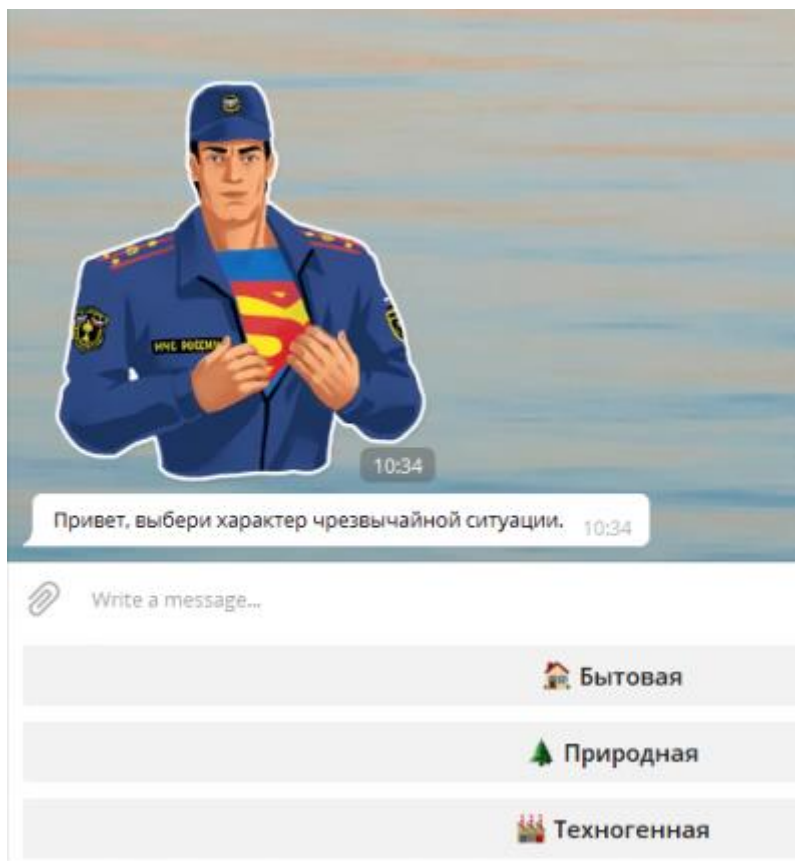 МЧС РОССИИ
10:34
Привет, выбери характер чрезвычайной ситуации. 10:34
Write a message...
🏠 Бытовая
🌲 Природная
🏭 Техногенная